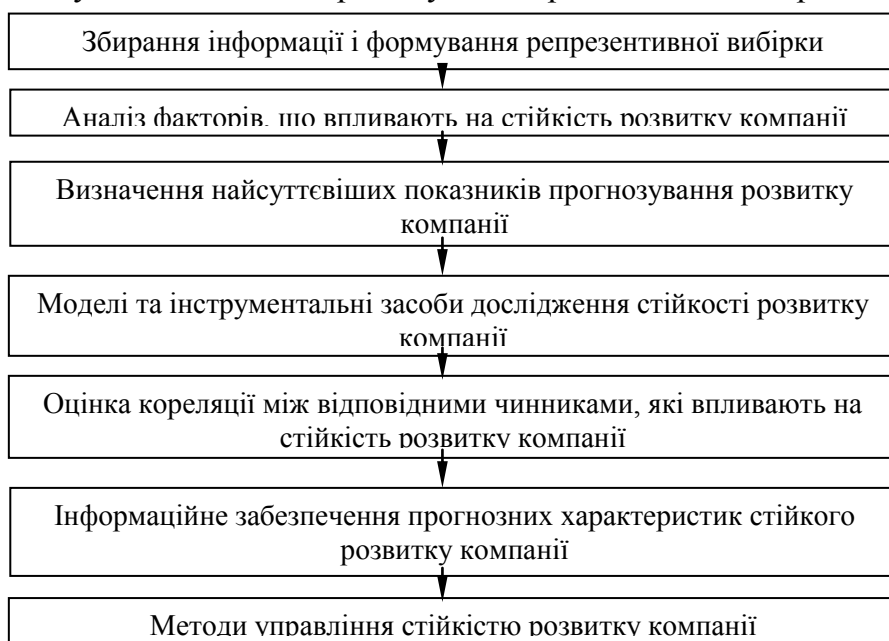 Збирання інформації і формування репрезентивної вибірки
Аналіз факторів, що впливають на стійкість розвитку компанії
Визначення найсуттєвіших показників прогнозування розвитку
компанії
Моделі та інструментальні засоби дослідження стійкості розвитку
компанії
Оцінка кореляції між відповідними чинниками, які впливають на
стійкість розвитку компанії
Інформаційне забезпечення прогнозних характеристик стійкого
розвитку компанії
Методи управління стійкістю розвитку компанії